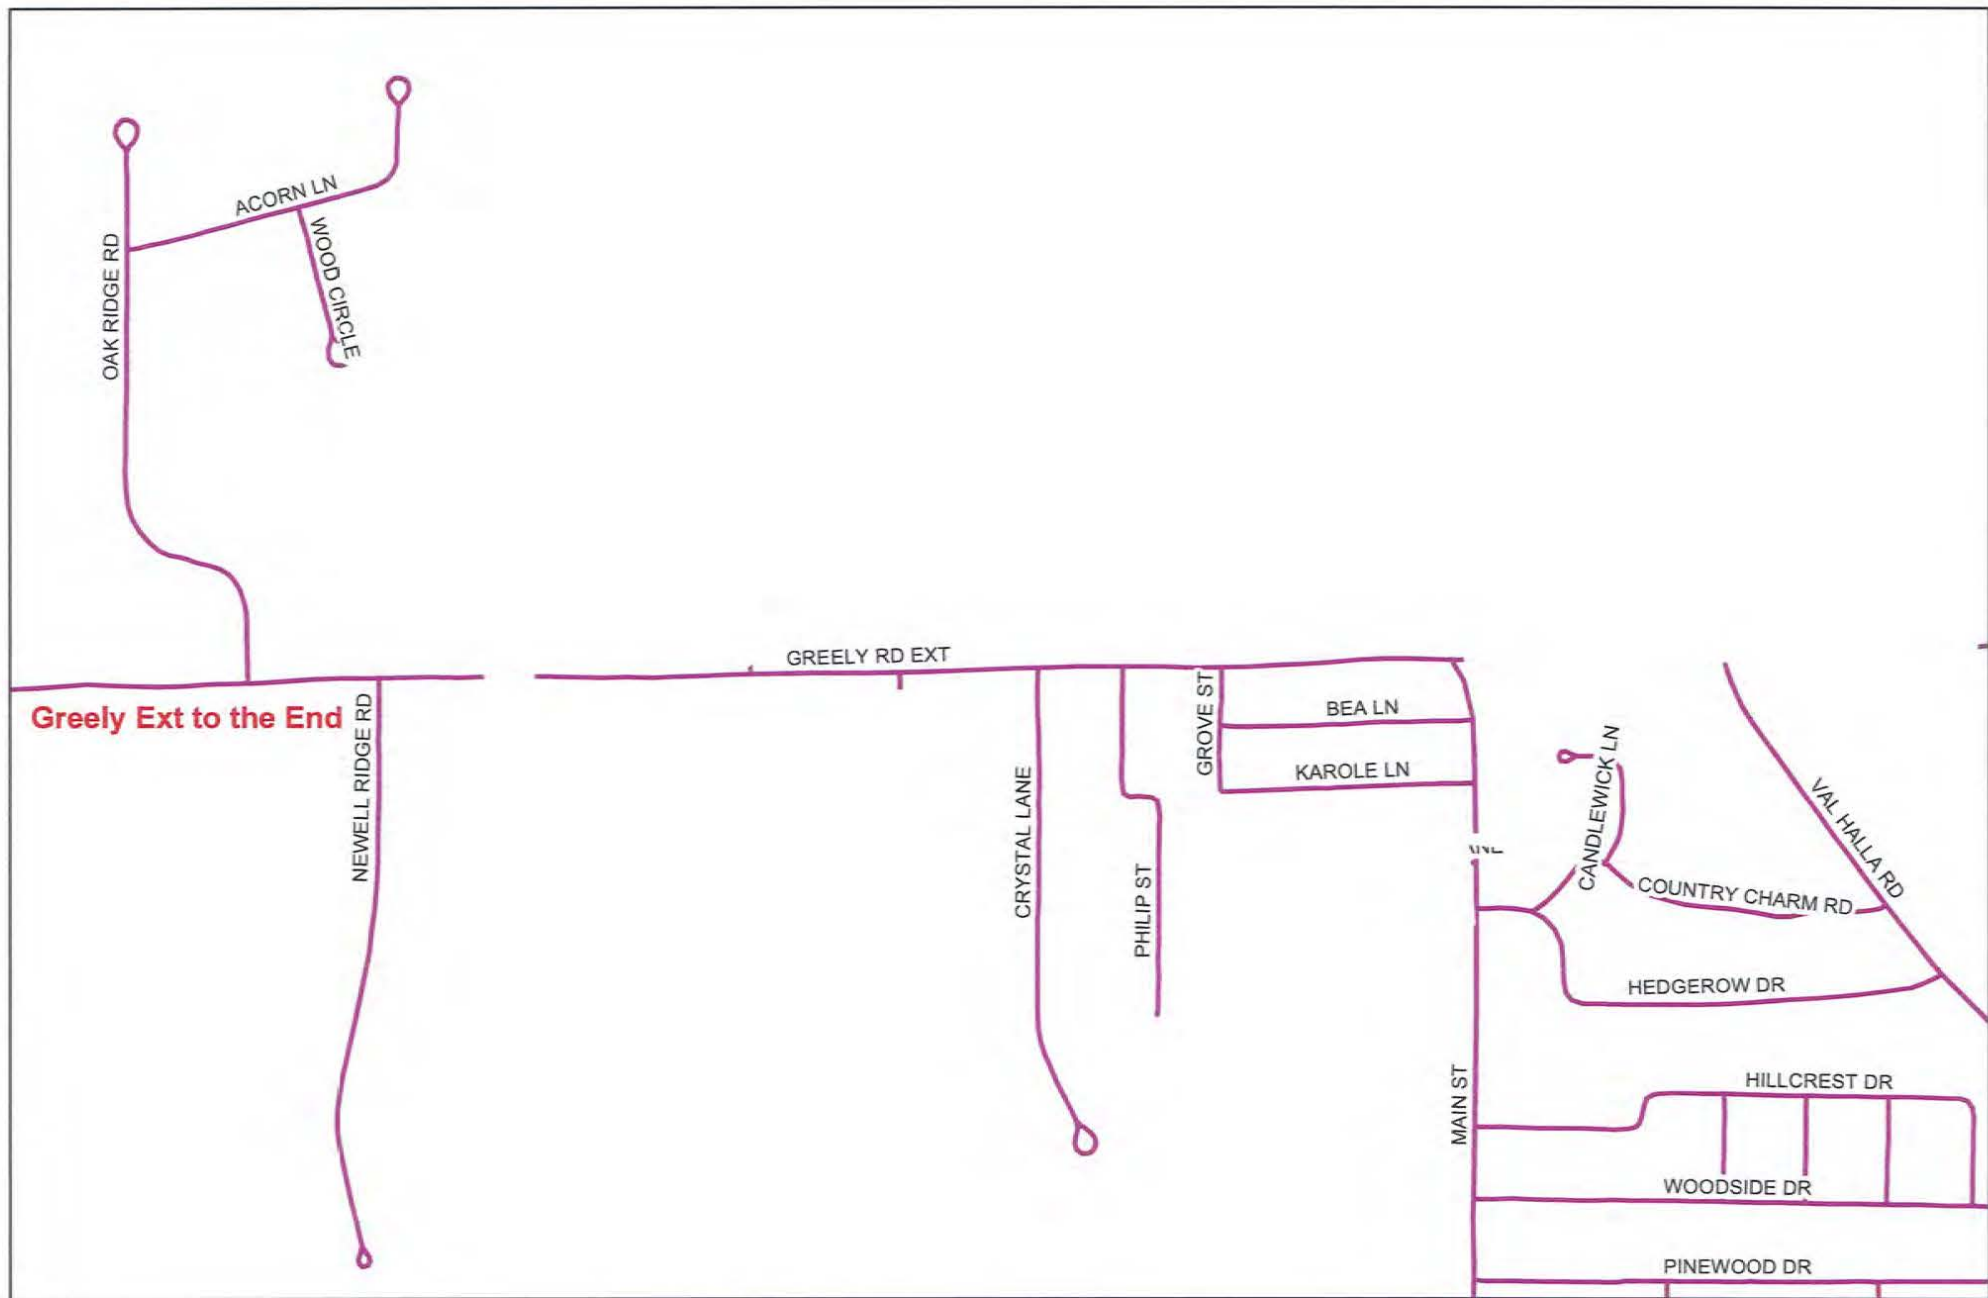 ACORN LN
WOOD CIRCLE
OAK RIDGE RD
GREELY RD EXT
Greely Ext to the End
NEWELL RIDGE RD
GROVE ST
BEA LN
KAROLE LN
CRYSTAL LANE
PHILIP ST
CANDLEWICK LN
VAL HALLA RD
COUNTRY CHARM RD
HEDGEROW DR
MAIN ST
HILLCREST DR
WOODSIDE DR
PINEWOOD DR